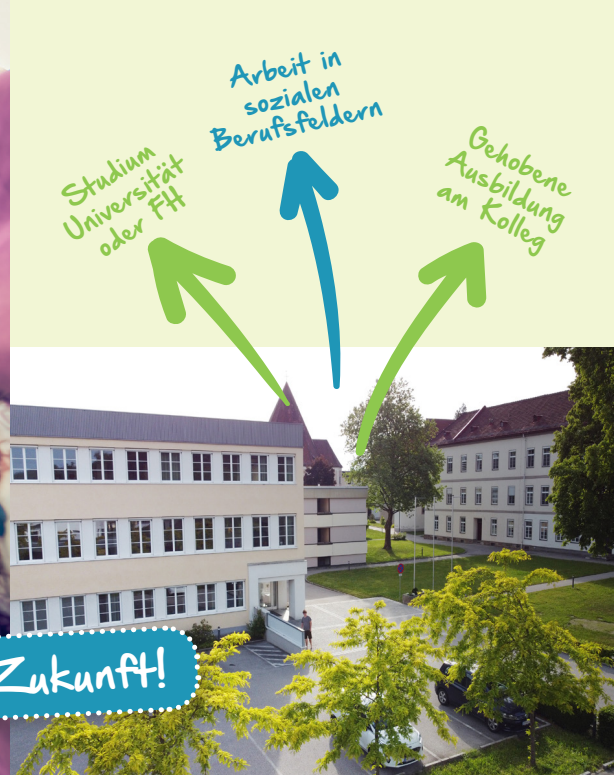 Arbeit in
sozialen
Berufsfeldern
Studium
Universität
oder FH
Gehobene
Ausbildung
am Kolleg
Zukunft!